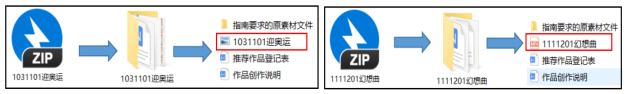 ZIP
1031101迎奥运
1031101迎奥运
指南要求的原素材文件
1031101迎奥运
推荐作品登记表
作品创作说明
ZIP
1111201幻想曲
1111201幻想曲
指南要求的原素材文件
1111201幻想曲
推荐作品登记表
作品创作说明